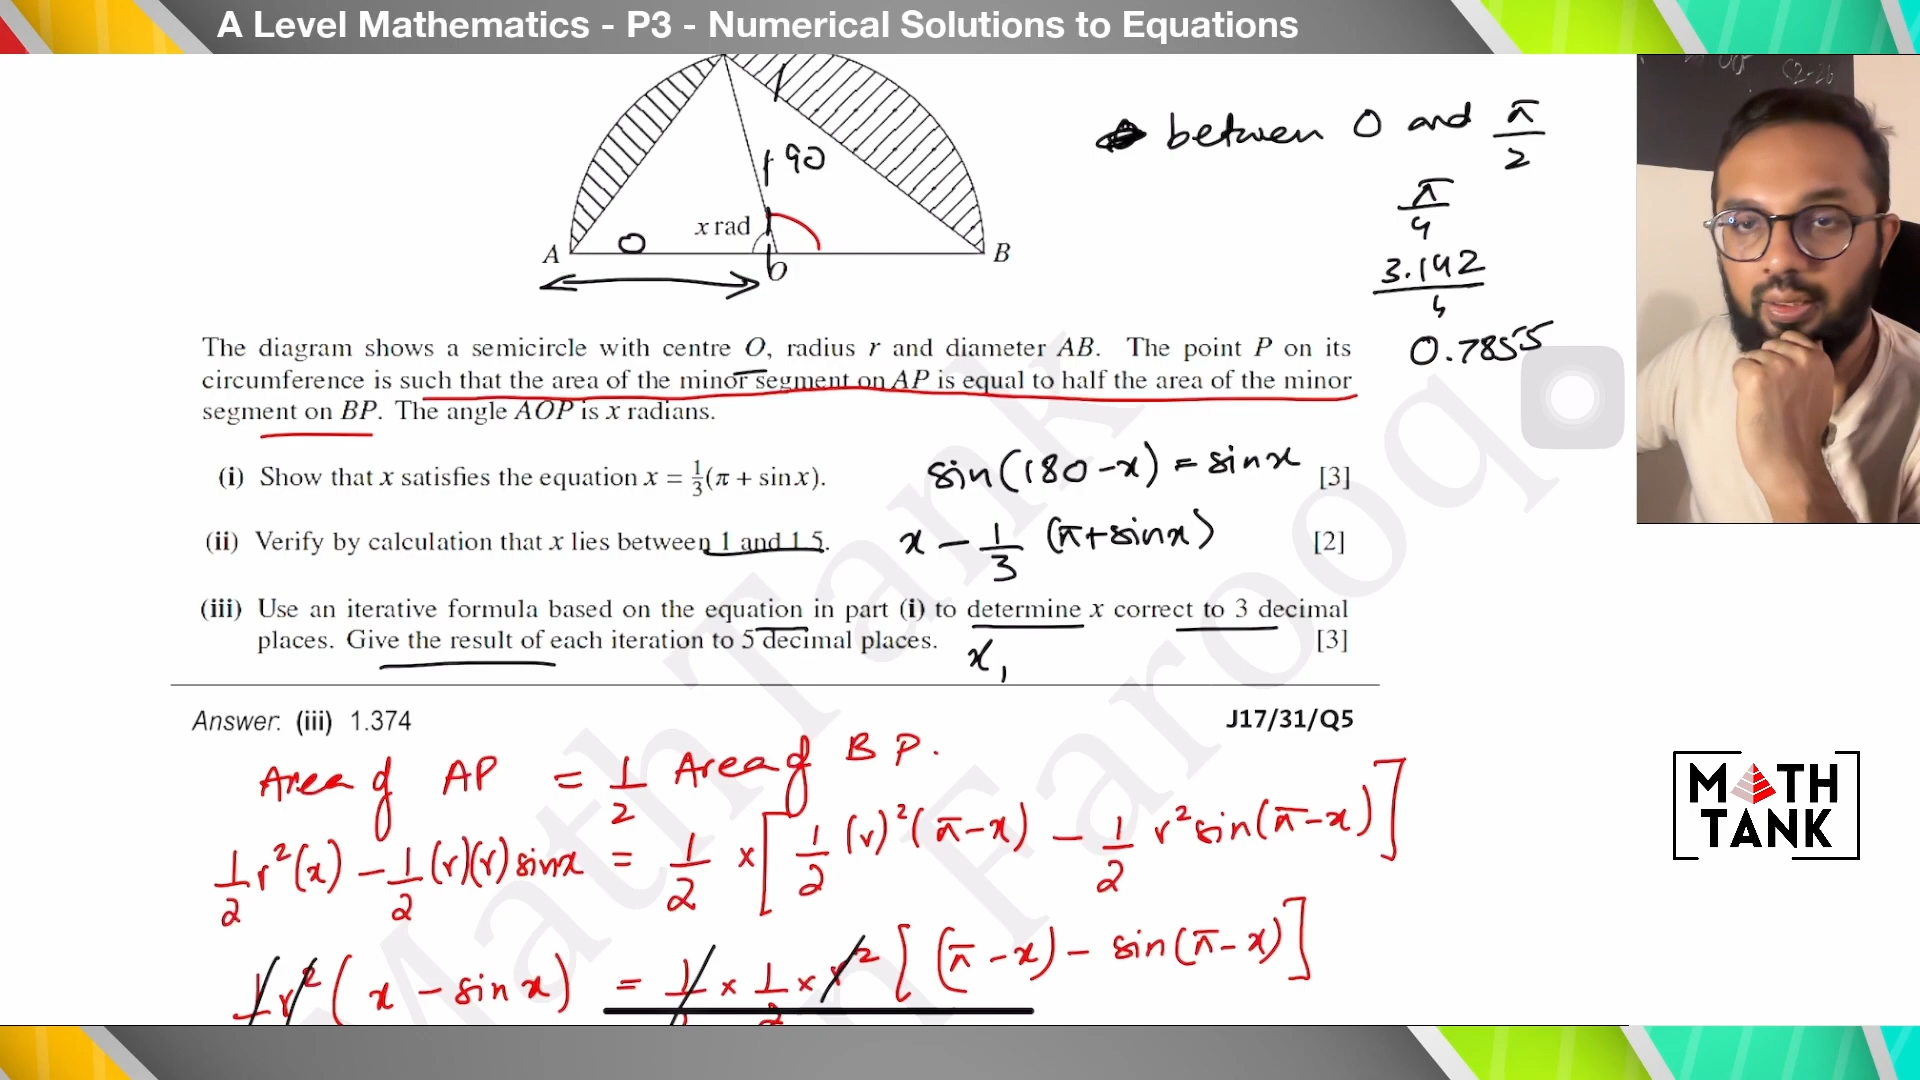 A Level Mathematics - P3 - Numerical Solutions to Equations
between 0 and π/2
π/4
3.142/4
0.7855
90
x rad
O
A
B
b
The diagram shows a semicircle with centre O, radius r and diameter AB. The point P on its
circumference is such that the area of the minor segment on AP is equal to half the area of the minor
segment on BP. The angle AOP is x radians.
sin(180-x) = sinx
(i) Show that x satisfies the equation x = 1/3(π + sin x). [3]
(ii) Verify by calculation that x lies between 1 and 1.5. [2]
x - 1/3 (π+sinx)
(iii) Use an iterative formula based on the equation in part (i) to determine x correct to 3 decimal
places. Give the result of each iteration to 5 decimal places. [3]
x₁
Answer: (iii) 1.374 J17/31/Q5
Area of AP = 1/2 Area of BP.
1/2 r²(x) - 1/2 (r)(r) sinx = 1/2 × [ 1/2 (r)²(π-x) - 1/2 r² sin(π-x) ]
r² ( x - sin x ) = 1 × 1 × r² [ (π-x) - sin(π-x) ]
MATH
TANK
Math Tank
Farooq